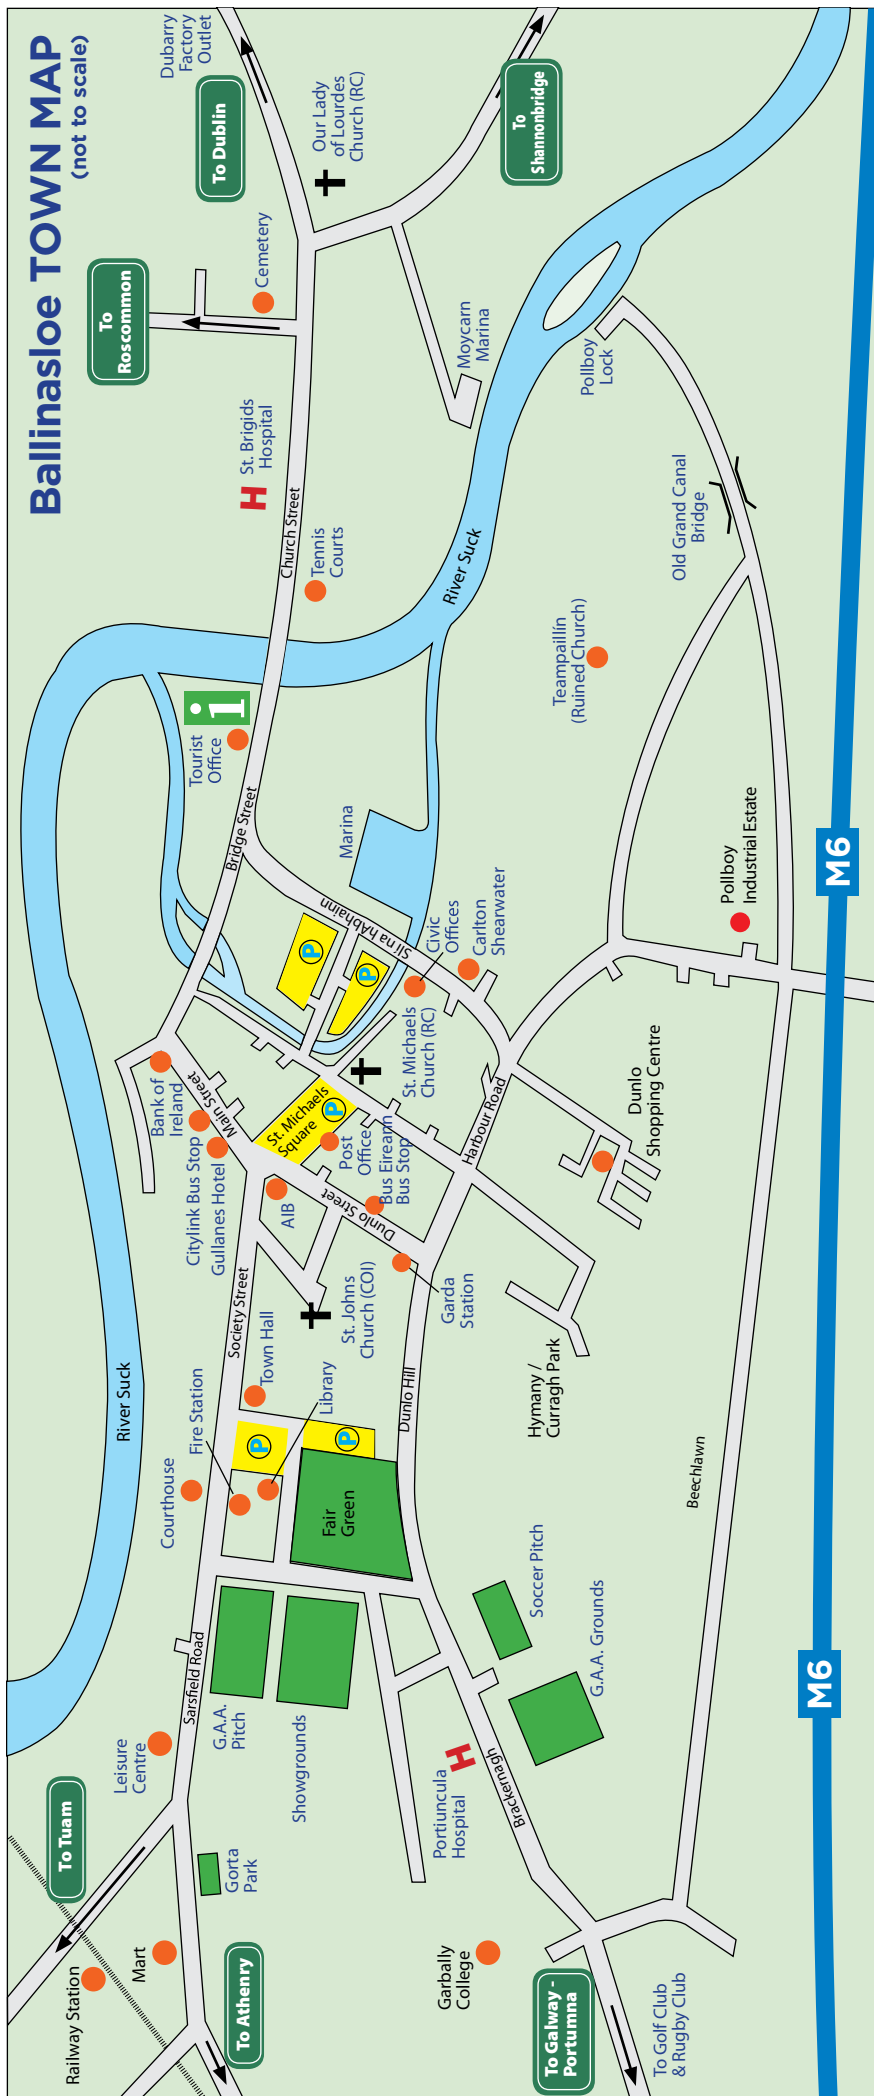 Ballinasloe TOWN MAP
(not to scale)
Dubarry
Factory
Outlet
To Dublin
Our Lady
of Lourdes
Church (RC)
To
Shannonbridge
To
Roscommon
Cemetery
Moycarn
Marina
Pollboy
Lock
H
St. Brigids
Hospital
Church Street
Tennis
Courts
River Suck
Old Grand Canal
Bridge
Teampaillín
(Ruined Church)
i
Tourist
Office
Bridge Street
Marina
Slí na hAbhainn
P
P
Civic
Offices
Carlton
Shearwater
Pollboy
Industrial Estate
M6
Bank of
Ireland
Main Street
Citylink Bus Stop
Gullanes Hotel
St. Michaels
Square
P
St. Michaels
Church (RC)
Post
Office
Bus Eireann
Bus Stop
AIB
Dunlo Street
Harbour Road
Dunlo
Shopping Centre
Garda
Station
St. Johns
Church (COI)
Society Street
Town Hall
Library
Fire Station
Courthouse
River Suck
P
P
Dunlo Hill
Hymany /
Curragh Park
Fair
Green
Beechlawn
Soccer Pitch
G.A.A. Grounds
Sarsfield Road
G.A.A.
Pitch
Showgrounds
Leisure
Centre
H
Portiuncula
Hospital
Brackernagh
M6
To Tuam
Gorta
Park
Mart
Railway Station
To Athenry
Garbally
College
To Galway -
Portumna
To Golf Club
& Rugby Club